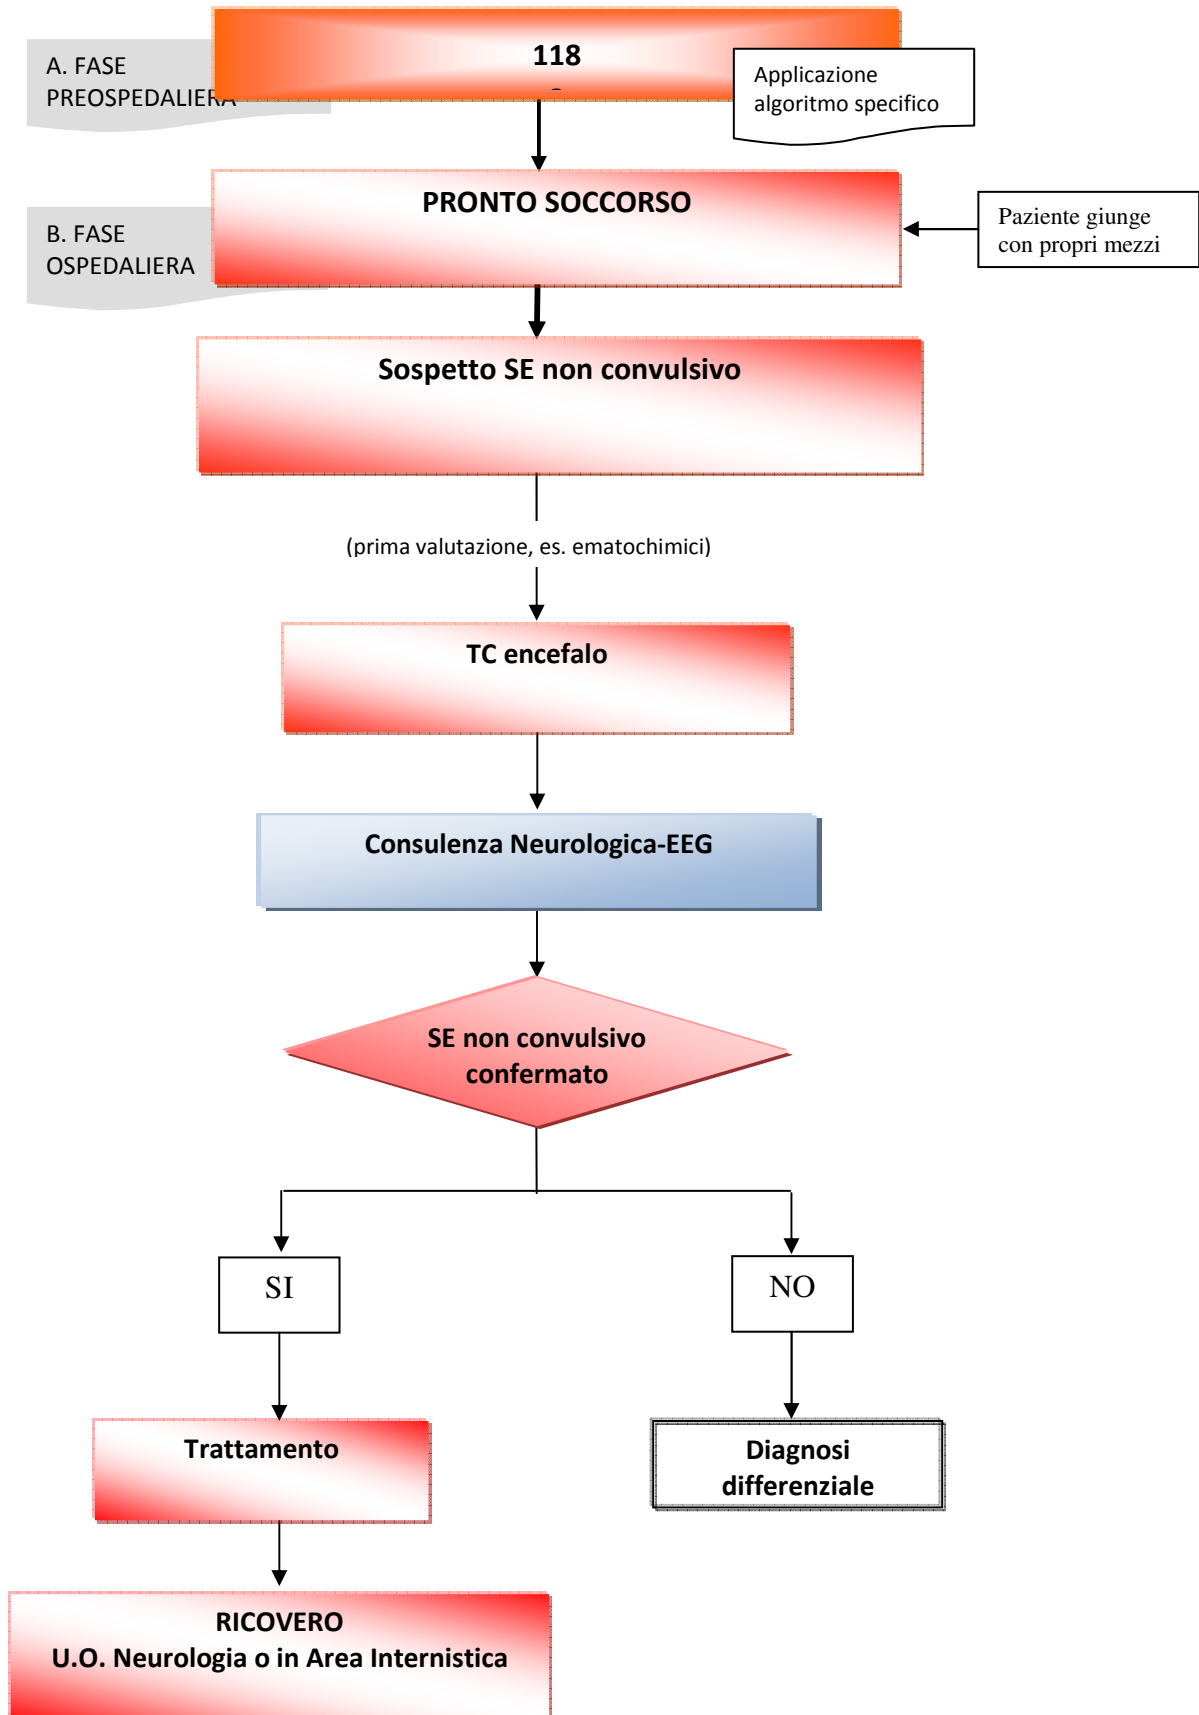 118
A. FASE
PREOSPEDALIERA
Applicazione
algoritmo specifico
PRONTO SOCCORSO
B. FASE
OSPEDALIERA
Paziente giunge
con propri mezzi
Sospetto SE non convulsivo
(prima valutazione, es. ematochimici)
TC encefalo
Consulenza Neurologica-EEG
SE non convulsivo
confermato
SI
NO
Trattamento
Diagnosi
differenziale
RICOVERO
U.O. Neurologia o in Area Internistica